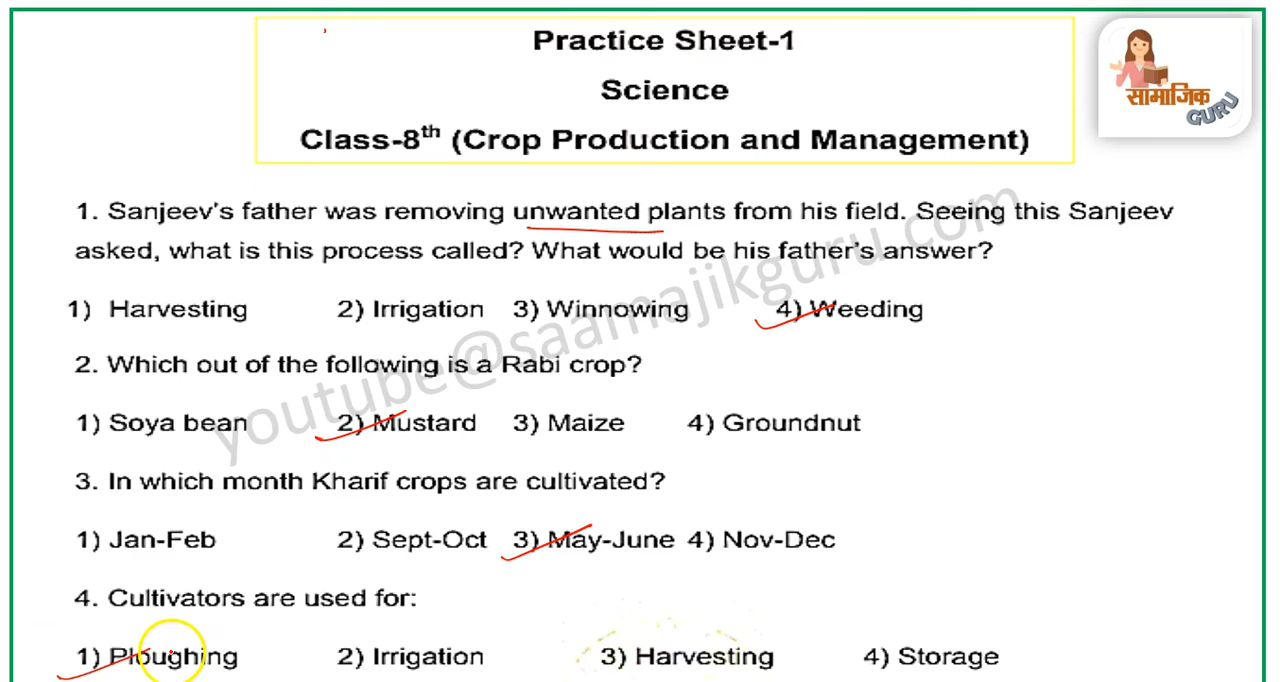 Practice Sheet-1
Science
Class-8th (Crop Production and Management)
सामाजिक
GURU
1. Sanjeev's father was removing unwanted plants from his field. Seeing this Sanjeev
asked, what is this process called? What would be his father's answer?
1) Harvesting 2) Irrigation 3) Winnowing 4) Weeding
2. Which out of the following is a Rabi crop?
1) Soya bean 2) Mustard 3) Maize 4) Groundnut
3. In which month Kharif crops are cultivated?
1) Jan-Feb 2) Sept-Oct 3) May-June 4) Nov-Dec
4. Cultivators are used for:
1) Ploughing 2) Irrigation 3) Harvesting 4) Storage
youtube@saamajikguru.com